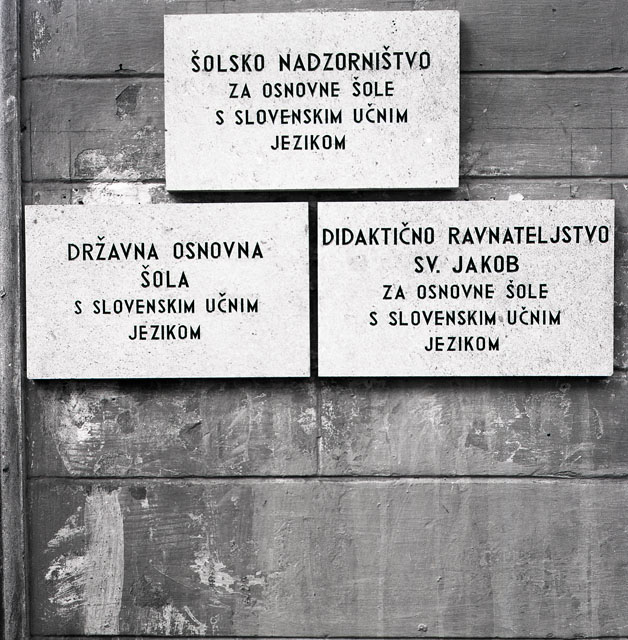 ŠOLSKO NADZORNIŠTVO
ZA OSNOVNE ŠOLE
S SLOVENSKIM UČNIM
JEZIKOM
DRŽAVNA OSNOVNA
ŠOLA
S SLOVENSKIM UČNIM
JEZIKOM
DIDAKTIČNO RAVNATELJSTVO
SV. JAKOB
ZA OSNOVNE ŠOLE
S SLOVENSKIM UČNIM
JEZIKOM